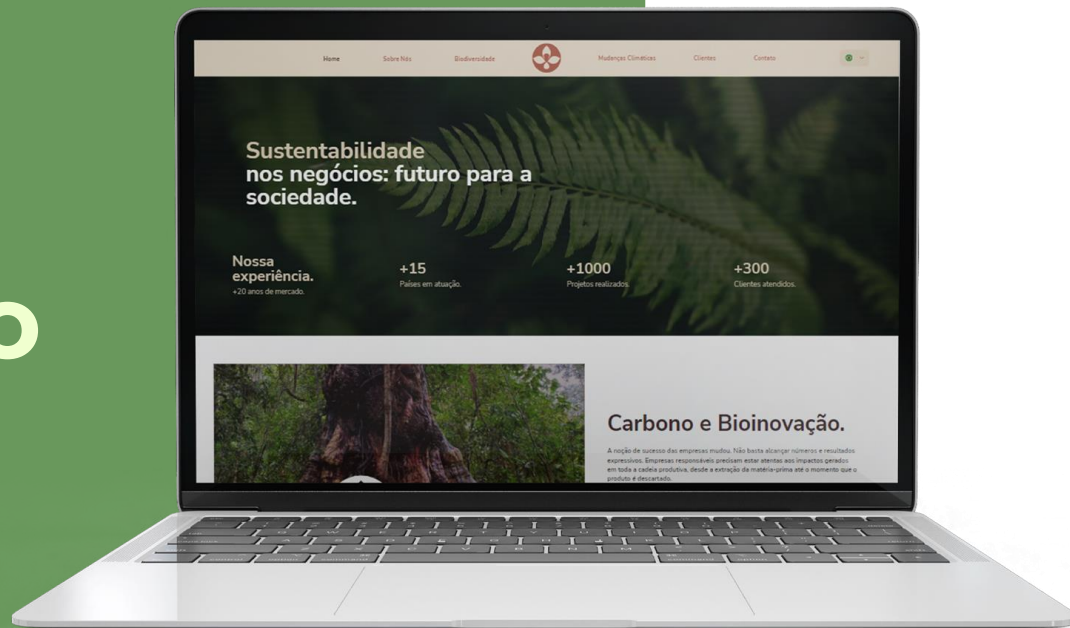 Home Sobre Nós Biodiversidade Mudanças Climáticas Clientes Contato
Sustentabilidade
nos negócios: futuro para a
sociedade.
Nossa
experiência.
+20 anos de mercado.
+15
Países em atuação.
+1000
Projetos realizados.
+300
Clientes atendidos.
o
Carbono e Bioinovação.
A noção de sucesso das empresas mudou. Não basta alcançar números e resultados
expressivos. Empresas responsáveis precisam estar atentas aos impactos gerados
em toda a cadeia produtiva, desde a extração da matéria-prima até o momento que o
produto é descartado.